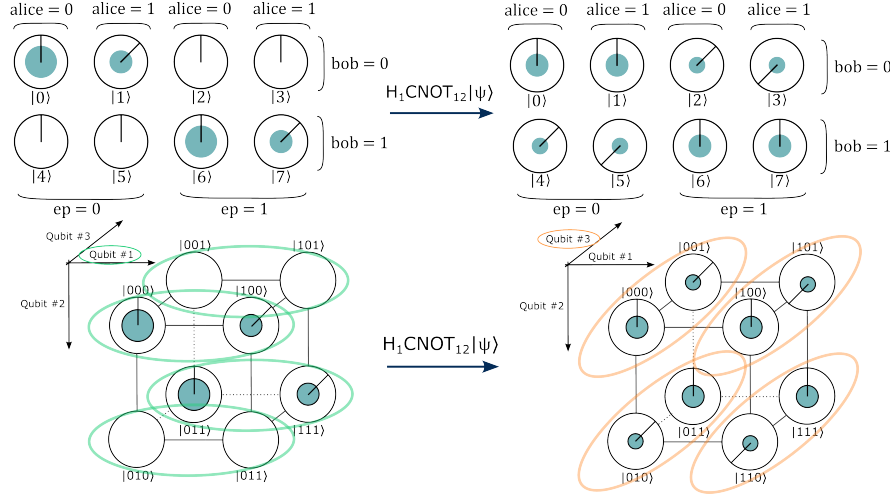 alice = 0 alice = 1 alice = 0 alice = 1
|0⟩ |1⟩ |2⟩ |3⟩
bob = 0
|4⟩ |5⟩ |6⟩ |7⟩
bob = 1
ep = 0 ep = 1
H₁CNOT₁₂|ψ⟩
alice = 0 alice = 1 alice = 0 alice = 1
|0⟩ |1⟩ |2⟩ |3⟩
bob = 0
|4⟩ |5⟩ |6⟩ |7⟩
bob = 1
ep = 0 ep = 1
Qubit #3
Qubit #1
Qubit #2
|001⟩ |101⟩
|000⟩ |100⟩
|011⟩ |111⟩
|010⟩ |011⟩
H₁CNOT₁₂|ψ⟩
Qubit #3
Qubit #1
Qubit #2
|001⟩ |101⟩
|000⟩ |100⟩
|011⟩ |111⟩
|010⟩ |110⟩